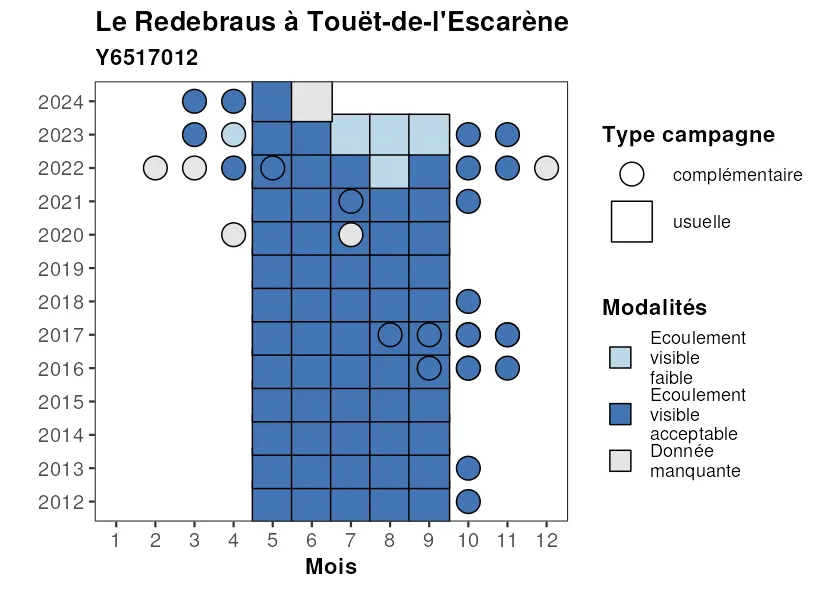 Le Redebraus à Touët-de-l'Escarène
Y6517012
2024
2023
2022
2021
2020
2019
2018
2017
2016
2015
2014
2013
2012
1 2 3 4 5 6 7 8 9 10 11 12
Mois
Type campagne
complémentaire
usuelle
Modalités
Ecoulement
visible
faible
Ecoulement
visible
acceptable
Donnée
manquante